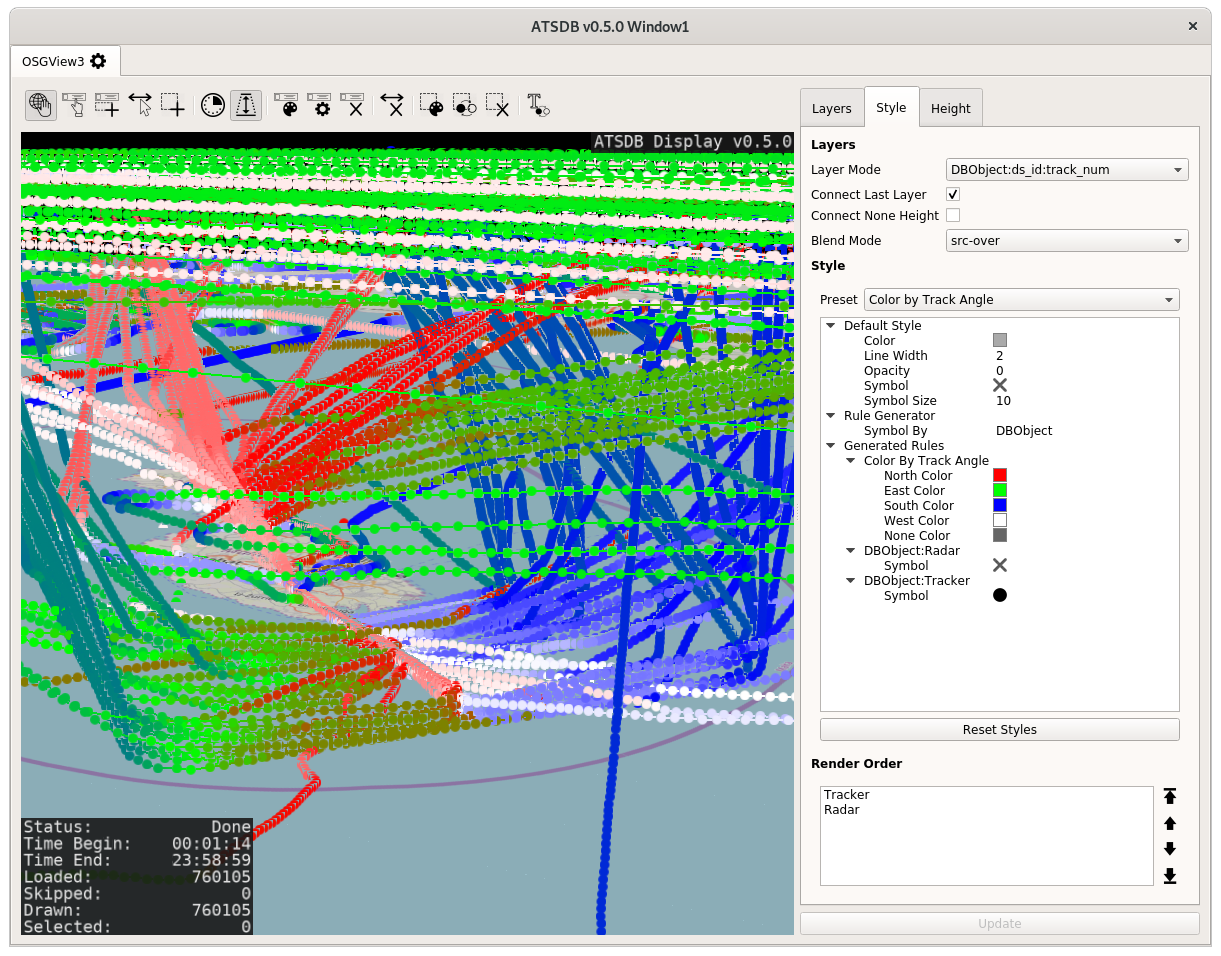 ATSDB v0.5.0 Window1
OSGView3
ATSDB Display v0.5.0
Status: Done
Time Begin: 00:01:14
Time End: 23:58:59
Loaded: 760105
Skipped: 0
Drawn: 760105
Selected: 0
Layers Style Height
Layers
Layer Mode DBObject:ds_id:track_num
Connect Last Layer
Connect None Height
Blend Mode src-over
Style
Preset Color by Track Angle
Default Style
Color
Line Width 2
Opacity 0
Symbol
Symbol Size 10
Rule Generator
Symbol By DBObject
Generated Rules
Color By Track Angle
North Color
East Color
South Color
West Color
None Color
DBObject:Radar
Symbol
DBObject:Tracker
Symbol
Reset Styles
Render Order
Tracker
Radar
Update